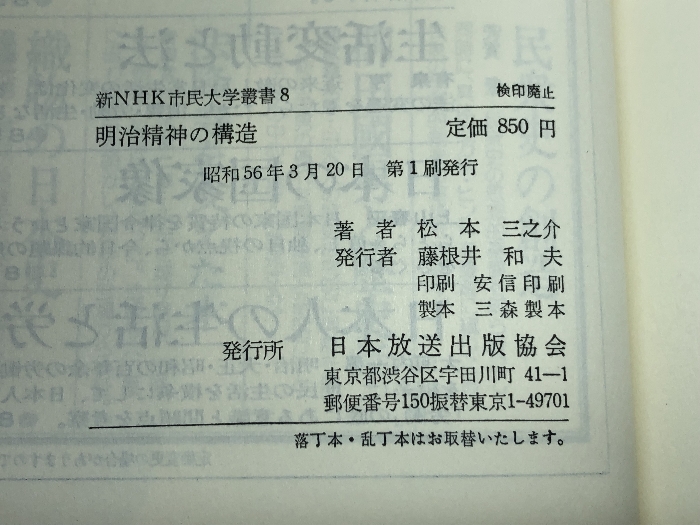 新NHK市民大学叢書8 検印廃止
明治精神の構造 定価 850 円
昭和56年3月20日 第1刷発行
著者 松本三之介
発行者 藤根井和夫
印刷 安信印刷
製本 三森製本
発行所 日本放送出版協会
東京都渋谷区宇田川町 41―1
郵便番号150振替東京1―49701
落丁本・乱丁本はお取替いたします。